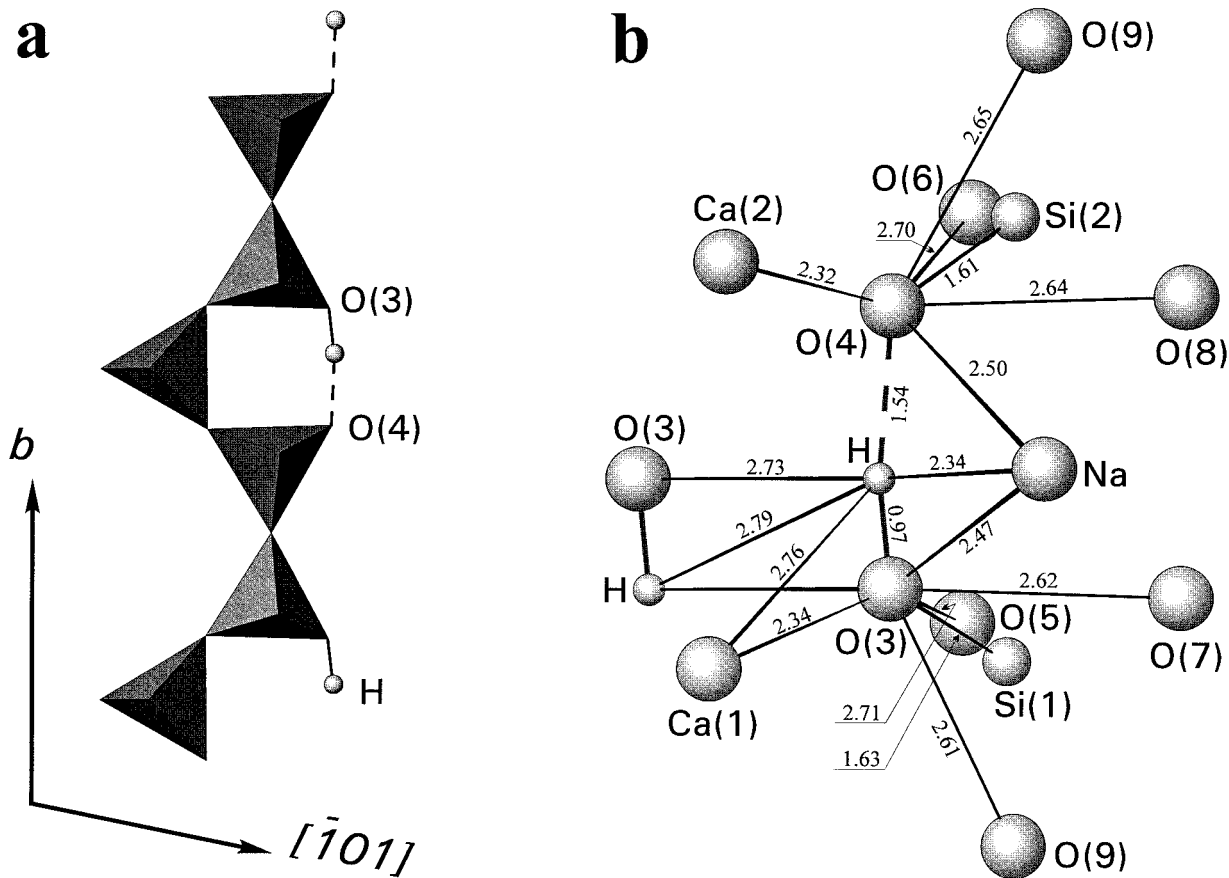 a
O(3)
O(4)
H
b
[1̄01]
b
O(9)
2.65
O(6)
Si(2)
Ca(2)
2.70
2.32
1.61
2.64
O(4)
O(8)
2.50
1.54
O(3)
H
2.73
2.34
Na
2.79
0.97
2.76
2.47
H
2.62
2.34
O(5)
O(3)
O(7)
Ca(1)
Si(1)
2.71
2.61
1.63
O(9)